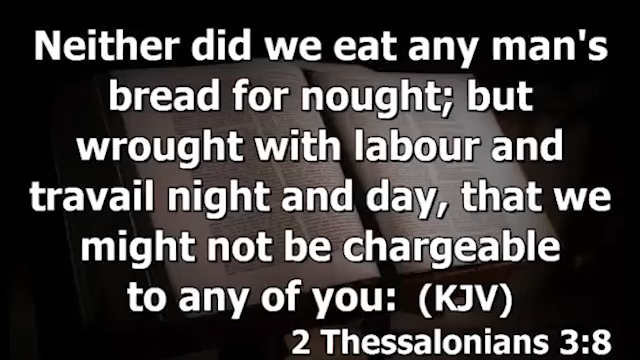 Neither did we eat any man's
bread for nought; but
wrought with labour and
travail night and day, that we
might not be chargeable
to any of you: (KJV)
2 Thessalonians 3:8